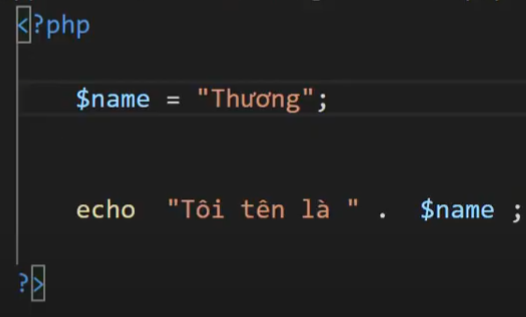 <?php
$name = "Thương";
echo  "Tôi tên là " .  $name ;
?>